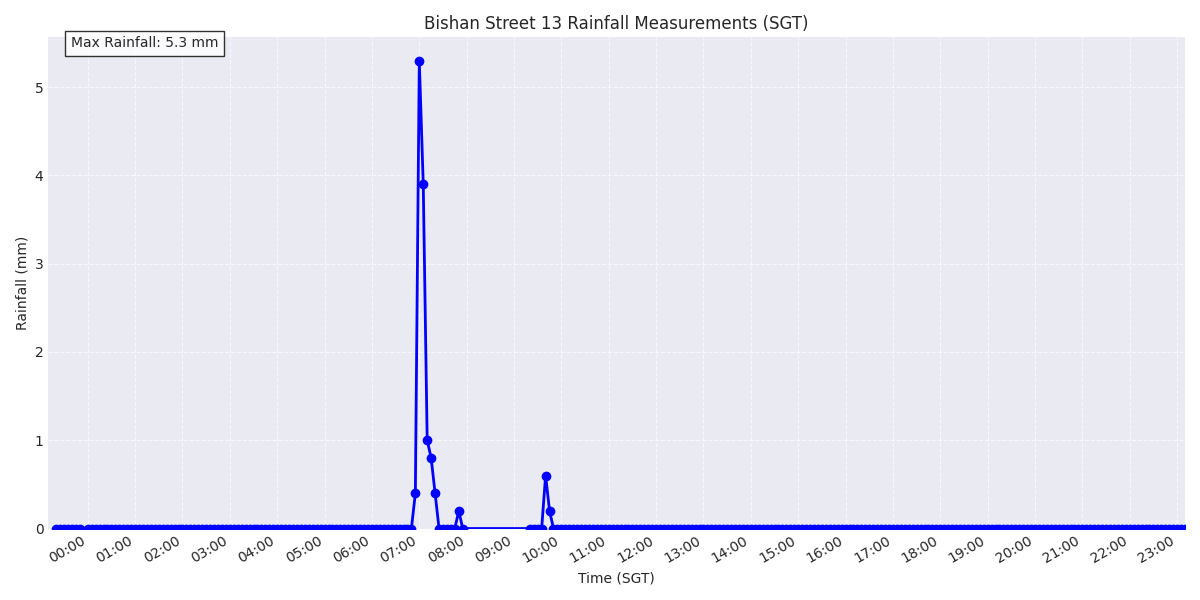 Bishan Street 13 Rainfall Measurements (SGT)
Max Rainfall: 5.3 mm
Rainfall (mm)
5
4
3
2
1
0
00:00 01:00 02:00 03:00 04:00 05:00 06:00 07:00 08:00 09:00 10:00 11:00 12:00 13:00 14:00 15:00 16:00 17:00 18:00 19:00 20:00 21:00 22:00 23:00
Time (SGT)